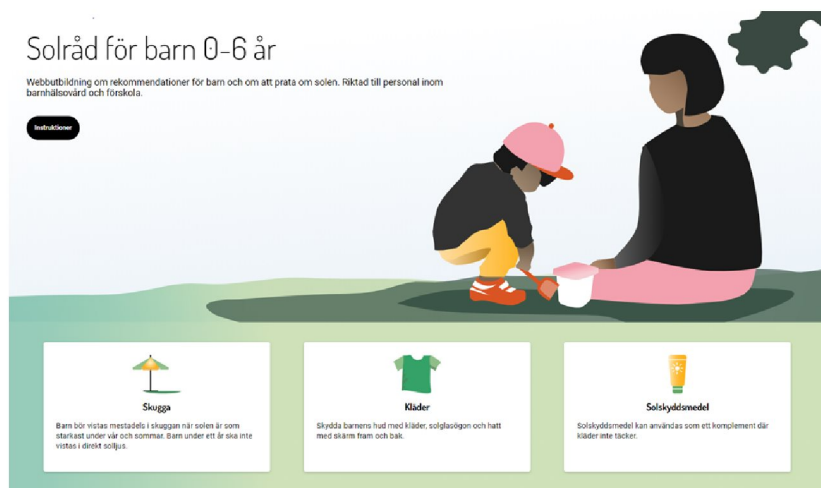 Solråd för barn 0-6 år
Webbutbildning om rekommendationer för barn och om att prata om solen. Riktad till personal inom
barnhälsovård och förskola.
Instruktioner
Skugga
Barn bör vistas mestadels i skuggan när solen är som
starkast under vår och sommar. Barn under ett år ska inte
vistas i direkt solljus.
Kläder
Skydda barnens hud med kläder, solglasögon och hatt
med skärm fram och bak.
Solskyddsmedel
Solskyddsmedel kan användas som ett komplement där
kläder inte täcker.